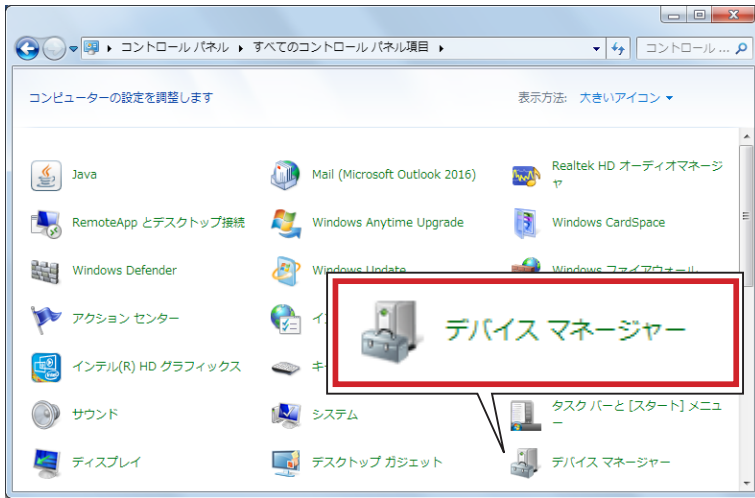 コントロール パネル ▸ すべてのコントロール パネル項目 ▸
コントロール ...
コンピューターの設定を調整します
表示方法: 大きいアイコン
Java
Mail (Microsoft Outlook 2016)
Realtek HD オーディオマネージ
ャ
RemoteApp とデスクトップ接続
Windows Anytime Upgrade
Windows CardSpace
Windows Defender
Windows Update
Windows ファイアウォール
アクション センター
デバイス マネージャー
インテル(R) HD グラフィックス
サウンド
システム
タスク バーと [スタート] メニュ
ー
ディスプレイ
デスクトップ ガジェット
デバイス マネージャー